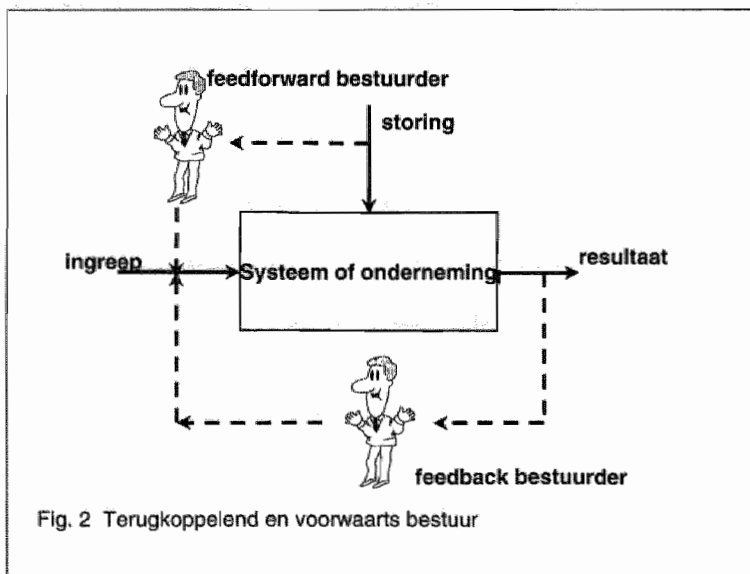 feedforward bestuurder
storing
ingreep
Systeem of onderneming
resultaat
feedback bestuurder
Fig. 2 Terugkoppelend en voorwaarts bestuur